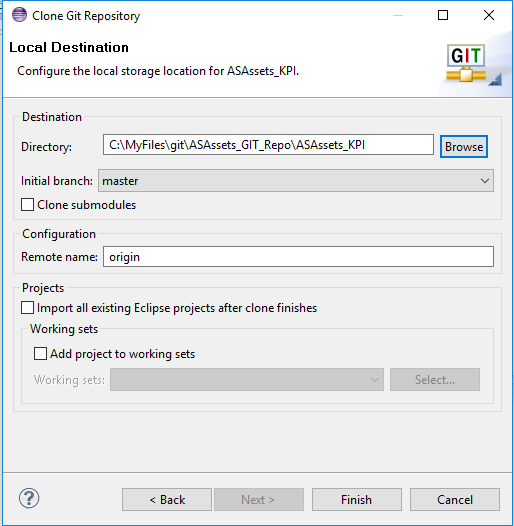 Clone Git Repository
Local Destination
Configure the local storage location for ASAssets_KPI.
GIT
Destination
Directory: C:\MyFiles\git\ASAssets_GIT_Repo\ASAssets_KPI Browse
Initial branch: master
Clone submodules
Configuration
Remote name: origin
Projects
Import all existing Eclipse projects after clone finishes
Working sets
Add project to working sets
Working sets: Select...
? < Back Next > Finish Cancel